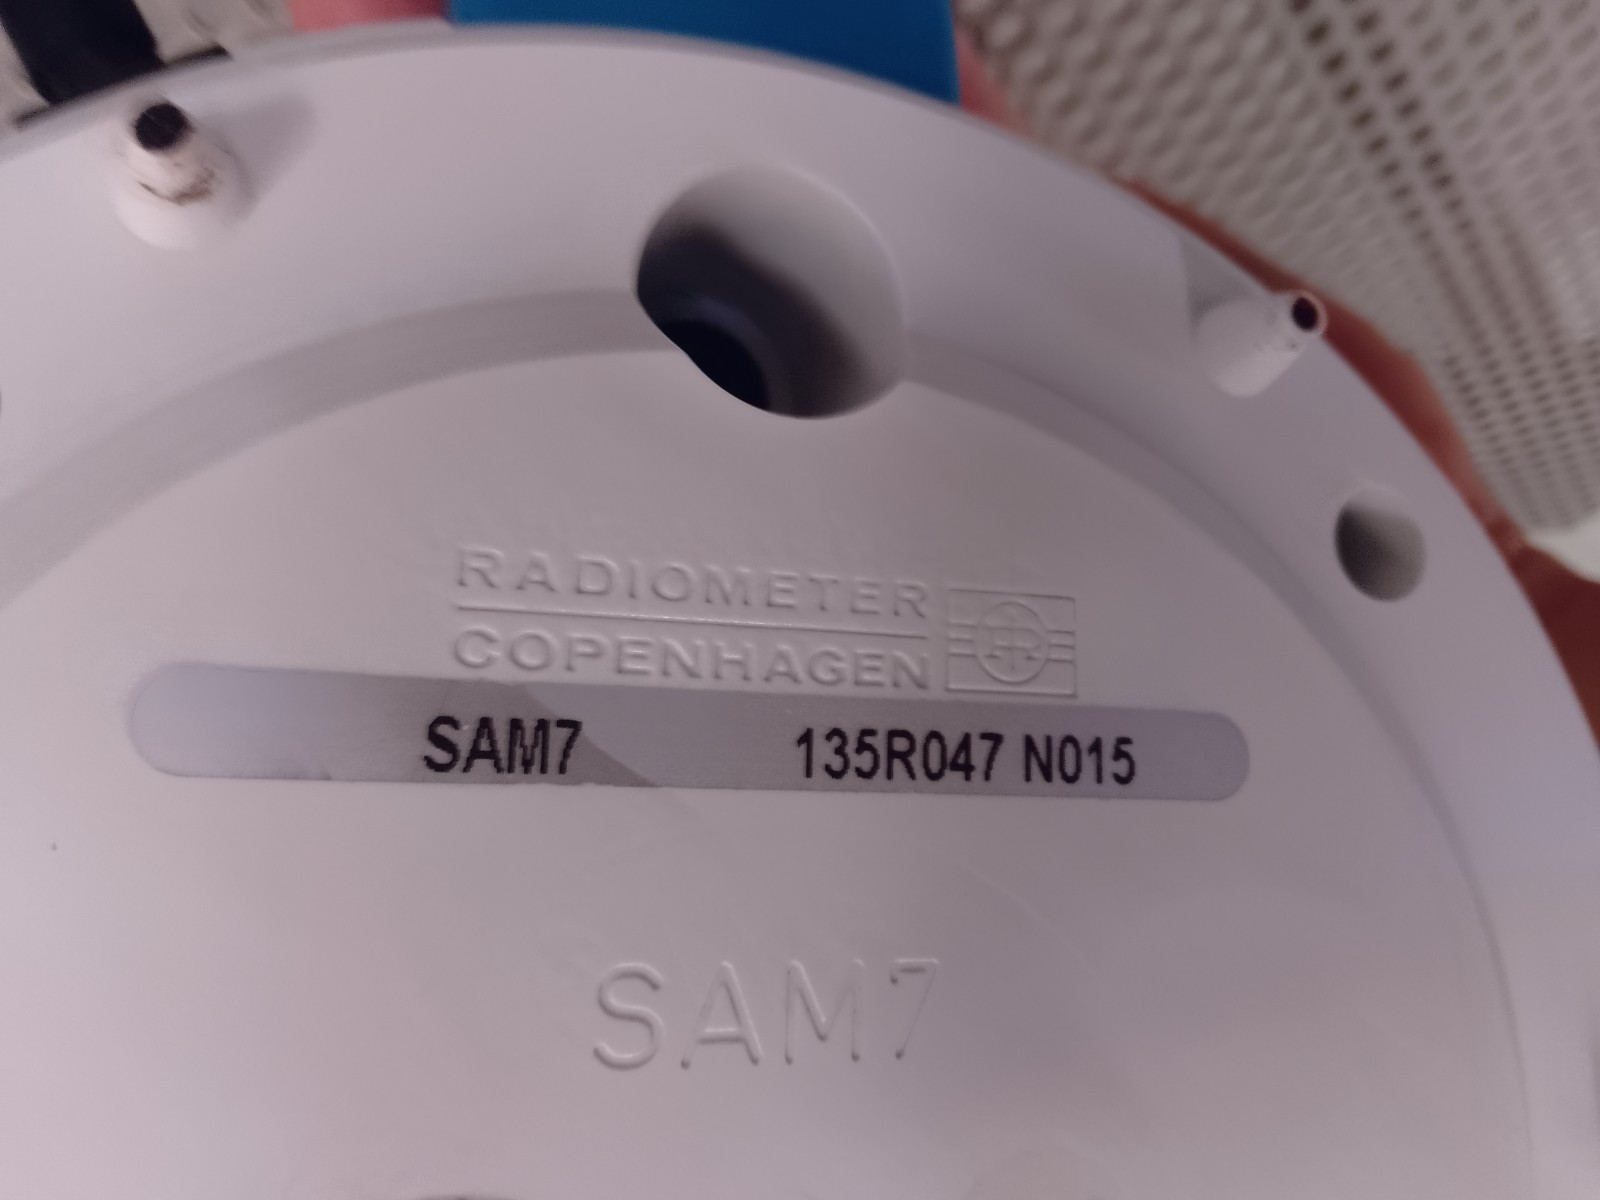 RADIOMETER
COPENHAGEN
SAM7 135R047 N015
SAM7